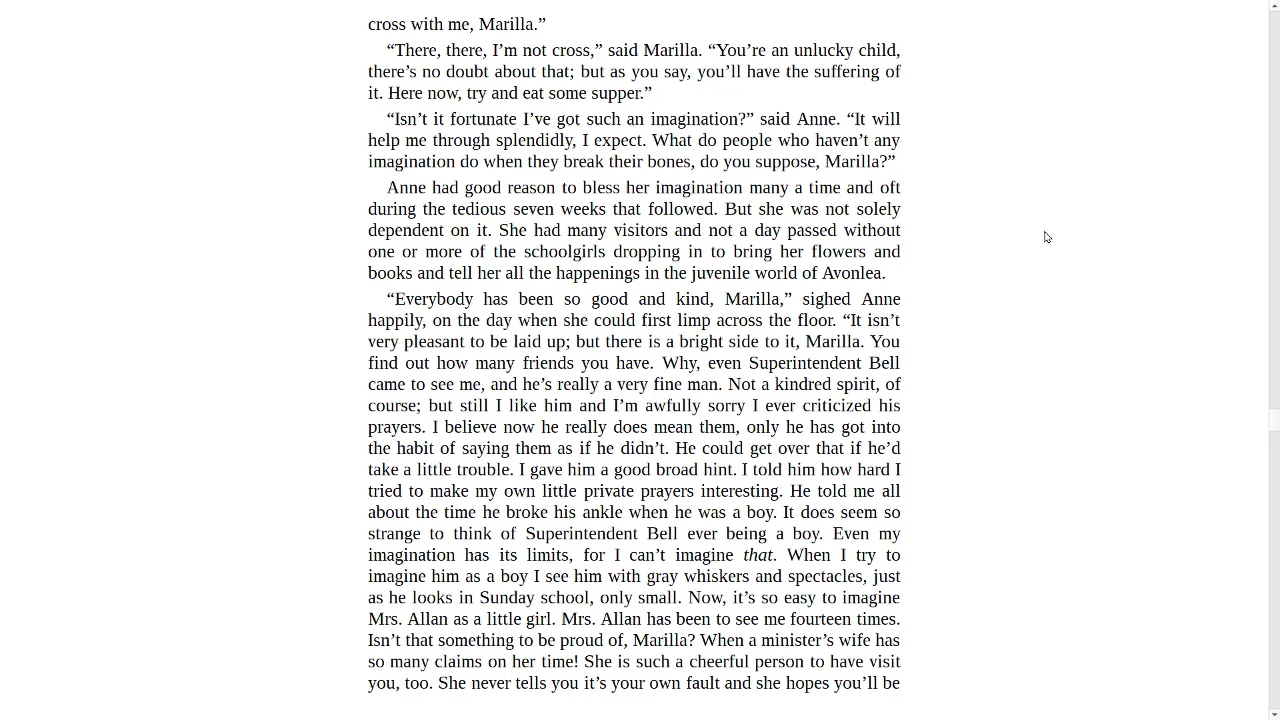 cross with me, Marilla.”
“There, there, I’m not cross,” said Marilla. “You’re an unlucky child,
there’s no doubt about that; but as you say, you’ll have the suffering of
it. Here now, try and eat some supper.”
“Isn’t it fortunate I’ve got such an imagination?” said Anne. “It will
help me through splendidly, I expect. What do people who haven’t any
imagination do when they break their bones, do you suppose, Marilla?”
Anne had good reason to bless her imagination many a time and oft
during the tedious seven weeks that followed. But she was not solely
dependent on it. She had many visitors and not a day passed without
one or more of the schoolgirls dropping in to bring her flowers and
books and tell her all the happenings in the juvenile world of Avonlea.
“Everybody has been so good and kind, Marilla,” sighed Anne
happily, on the day when she could first limp across the floor. “It isn’t
very pleasant to be laid up; but there is a bright side to it, Marilla. You
find out how many friends you have. Why, even Superintendent Bell
came to see me, and he’s really a very fine man. Not a kindred spirit, of
course; but still I like him and I’m awfully sorry I ever criticized his
prayers. I believe now he really does mean them, only he has got into
the habit of saying them as if he didn’t. He could get over that if he’d
take a little trouble. I gave him a good broad hint. I told him how hard I
tried to make my own little private prayers interesting. He told me all
about the time he broke his ankle when he was a boy. It does seem so
strange to think of Superintendent Bell ever being a boy. Even my
imagination has its limits, for I can’t imagine that. When I try to
imagine him as a boy I see him with gray whiskers and spectacles, just
as he looks in Sunday school, only small. Now, it’s so easy to imagine
Mrs. Allan as a little girl. Mrs. Allan has been to see me fourteen times.
Isn’t that something to be proud of, Marilla? When a minister’s wife has
so many claims on her time! She is such a cheerful person to have visit
you, too. She never tells you it’s your own fault and she hopes you’ll be